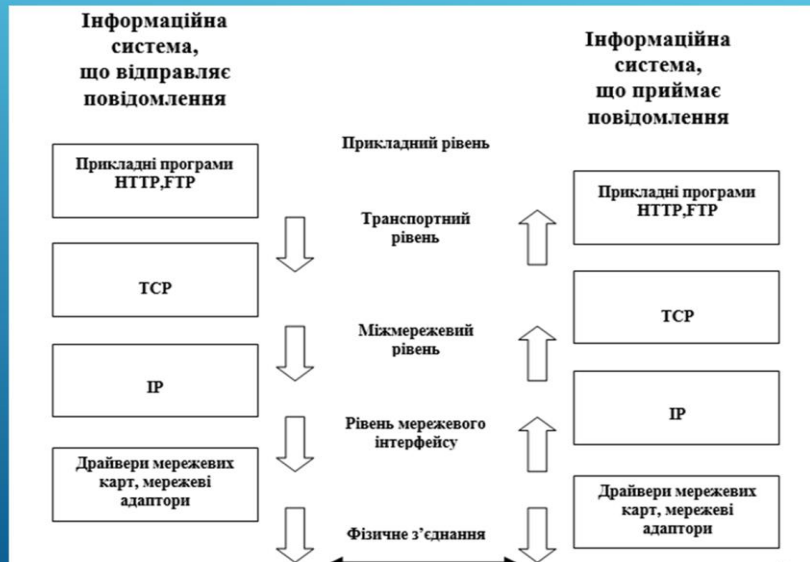 Інформаційна
система,
що відправляє
повідомлення
Прикладні програми
HTTP,FTP
TCP
IP
Драйвери мережевих
карт, мережеві
адаптори
Прикладний рівень
Транспортний
рівень
Міжмережевий
рівень
Рівень мережевого
інтерфейсу
Фізичне з’єднання
Інформаційна
система,
що приймає
повідомлення
Прикладні програми
HTTP,FTP
TCP
IP
Драйвери мережевих
карт, мережеві
адаптори